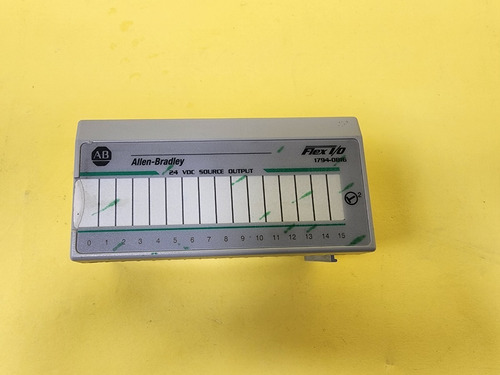 AB
Allen-Bradley
Flex I/O
1794-OB16
24 VDC SOURCE OUTPUT
2
0 1 2 3 4 5 6 7 8 9 10 11 12 13 14 15